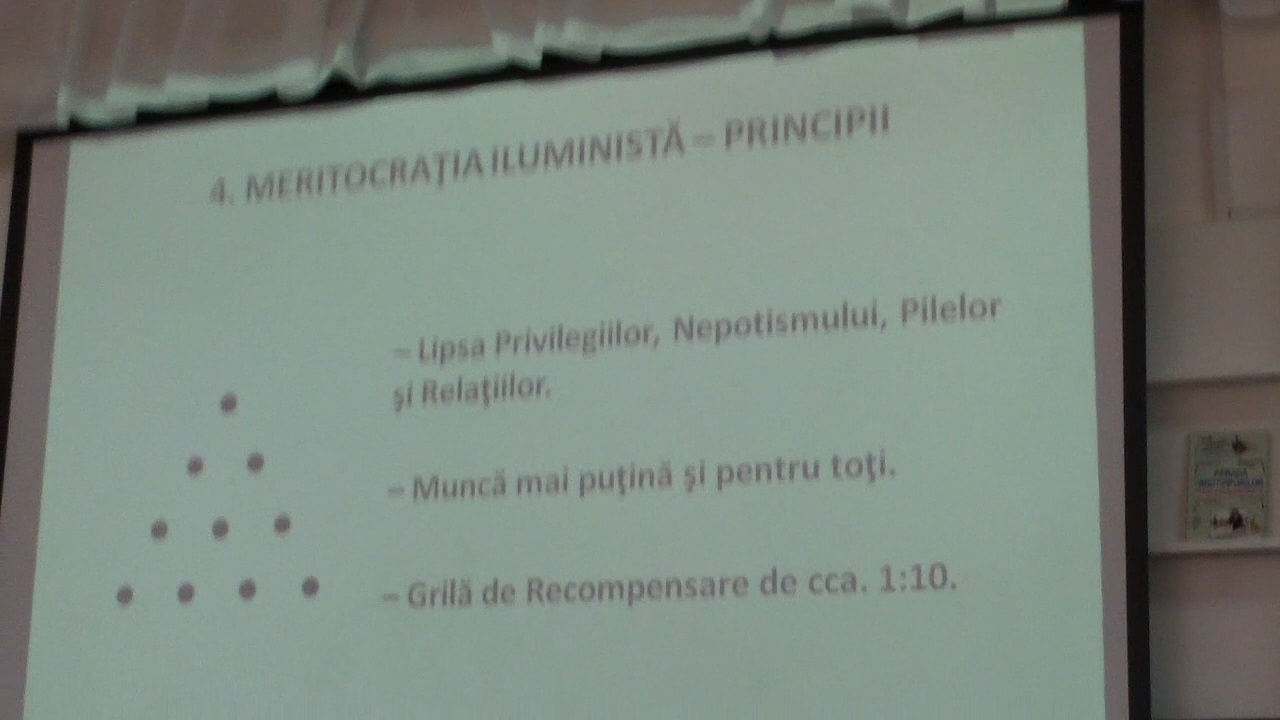 4. MERITOCRAŢIA ILUMINISTĂ – PRINCIPII
– Lipsa Privilegiilor, Nepotismului, Pilelor
şi Relaţiilor.
– Muncă mai puţină şi pentru toţi.
– Grilă de Recompensare de cca. 1:10.